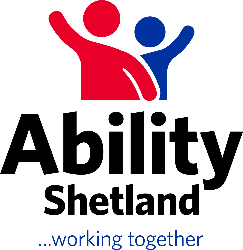 Ability
Shetland
...working together